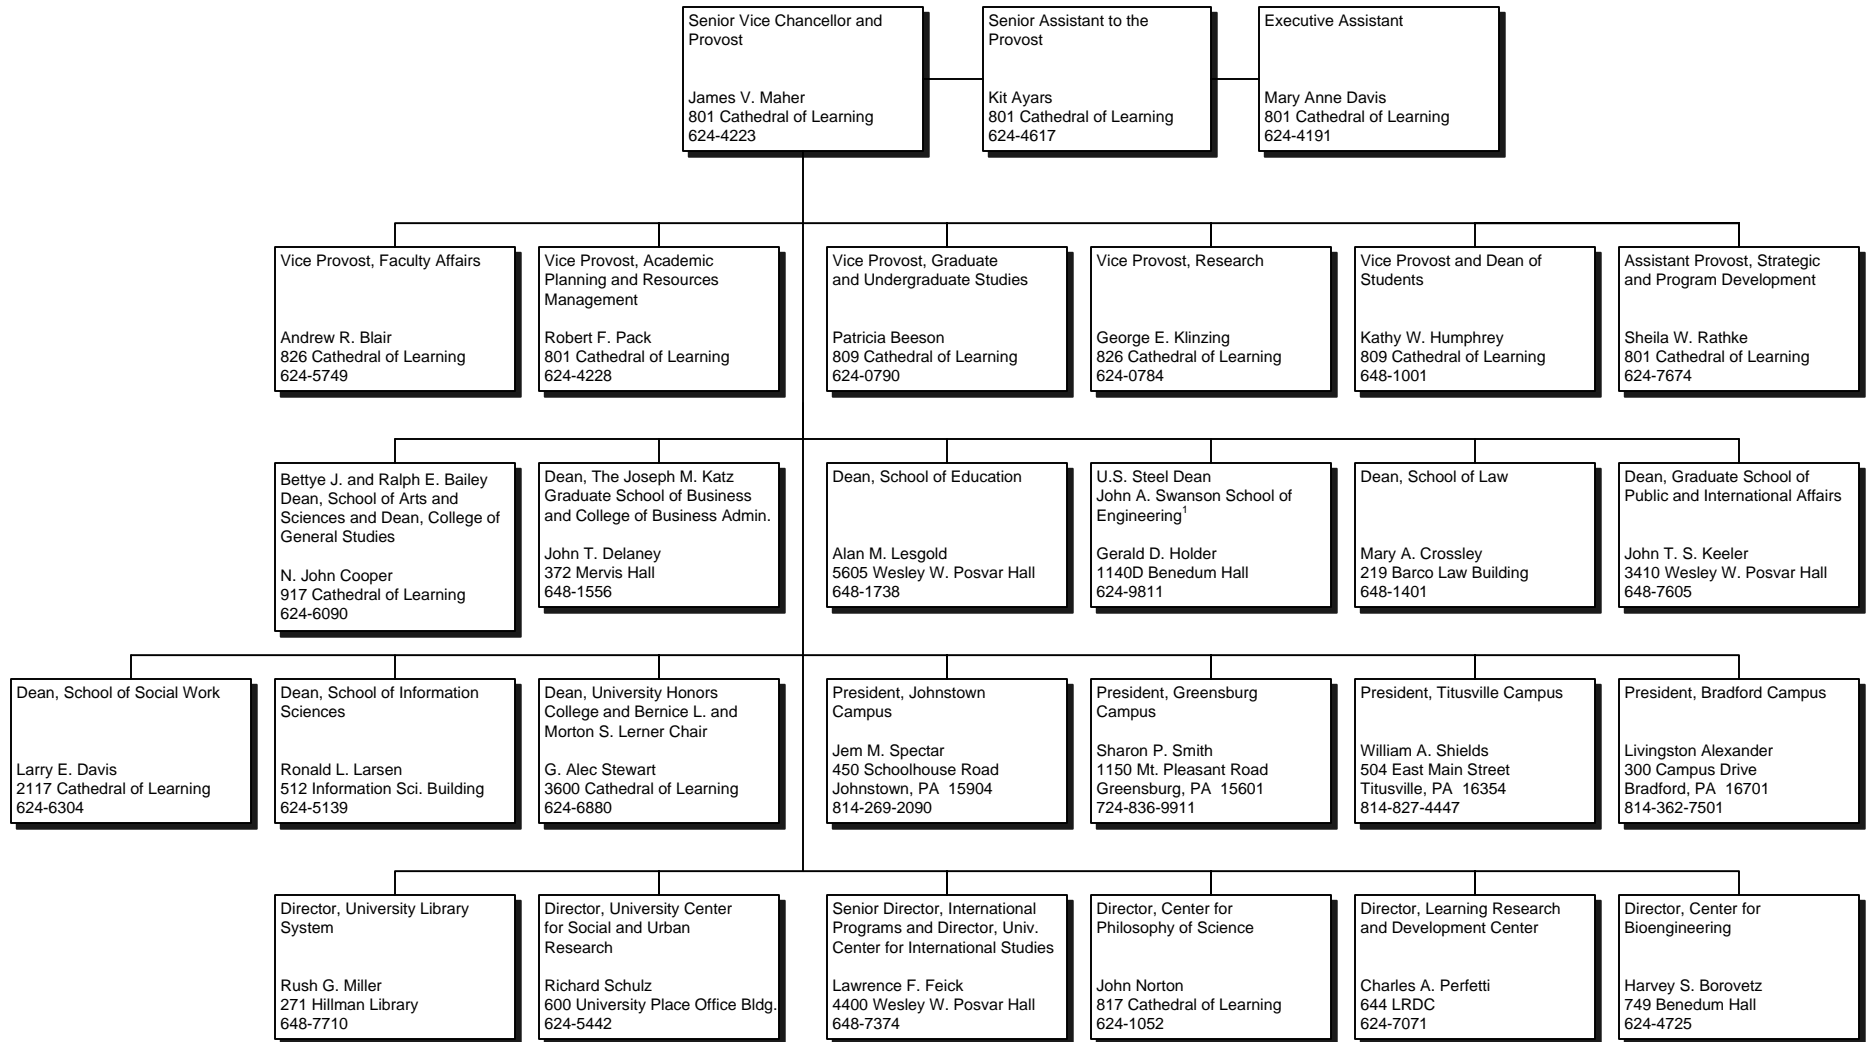 Senior Vice Chancellor and
Provost
James V. Maher
801 Cathedral of Learning
624-4223
Senior Assistant to the
Provost
Kit Ayars
801 Cathedral of Learning
624-4617
Executive Assistant
Mary Anne Davis
801 Cathedral of Learning
624-4191
Vice Provost, Faculty Affairs
Andrew R. Blair
826 Cathedral of Learning
624-5749
Vice Provost, Academic
Planning and Resources
Management
Robert F. Pack
801 Cathedral of Learning
624-4228
Vice Provost, Graduate
and Undergraduate Studies
Patricia Beeson
809 Cathedral of Learning
624-0790
Vice Provost, Research
George E. Klinzing
826 Cathedral of Learning
624-0784
Vice Provost and Dean of
Students
Kathy W. Humphrey
809 Cathedral of Learning
648-1001
Assistant Provost, Strategic
and Program Development
Sheila W. Rathke
801 Cathedral of Learning
624-7674
Bettye J. and Ralph E. Bailey
Dean, School of Arts and
Sciences and Dean, College of
General Studies
N. John Cooper
917 Cathedral of Learning
624-6090
Dean, The Joseph M. Katz
Graduate School of Business
and College of Business Admin.
John T. Delaney
372 Mervis Hall
648-1556
Dean, School of Education
Alan M. Lesgold
5605 Wesley W. Posvar Hall
648-1738
U.S. Steel Dean
John A. Swanson School of
Engineering¹
Gerald D. Holder
1140D Benedum Hall
624-9811
Dean, School of Law
Mary A. Crossley
219 Barco Law Building
648-1401
Dean, Graduate School of
Public and International Affairs
John T. S. Keeler
3410 Wesley W. Posvar Hall
648-7605
Dean, School of Social Work
Larry E. Davis
2117 Cathedral of Learning
624-6304
Dean, School of Information
Sciences
Ronald L. Larsen
512 Information Sci. Building
624-5139
Dean, University Honors
College and Bernice L. and
Morton S. Lerner Chair
G. Alec Stewart
3600 Cathedral of Learning
624-6880
President, Johnstown
Campus
Jem M. Spectar
450 Schoolhouse Road
Johnstown, PA  15904
814-269-2090
President, Greensburg
Campus
Sharon P. Smith
1150 Mt. Pleasant Road
Greensburg, PA  15601
724-836-9911
President, Titusville Campus
William A. Shields
504 East Main Street
Titusville, PA  16354
814-827-4447
President, Bradford Campus
Livingston Alexander
300 Campus Drive
Bradford, PA  16701
814-362-7501
Director, University Library
System
Rush G. Miller
271 Hillman Library
648-7710
Director, University Center
for Social and Urban
Research
Richard Schulz
600 University Place Office Bldg.
624-5442
Senior Director, International
Programs and Director, Univ.
Center for International Studies
Lawrence F. Feick
4400 Wesley W. Posvar Hall
648-7374
Director, Center for
Philosophy of Science
John Norton
817 Cathedral of Learning
624-1052
Director, Learning Research
and Development Center
Charles A. Perfetti
644 LRDC
624-7071
Director, Center for
Bioengineering
Harvey S. Borovetz
749 Benedum Hall
624-4725